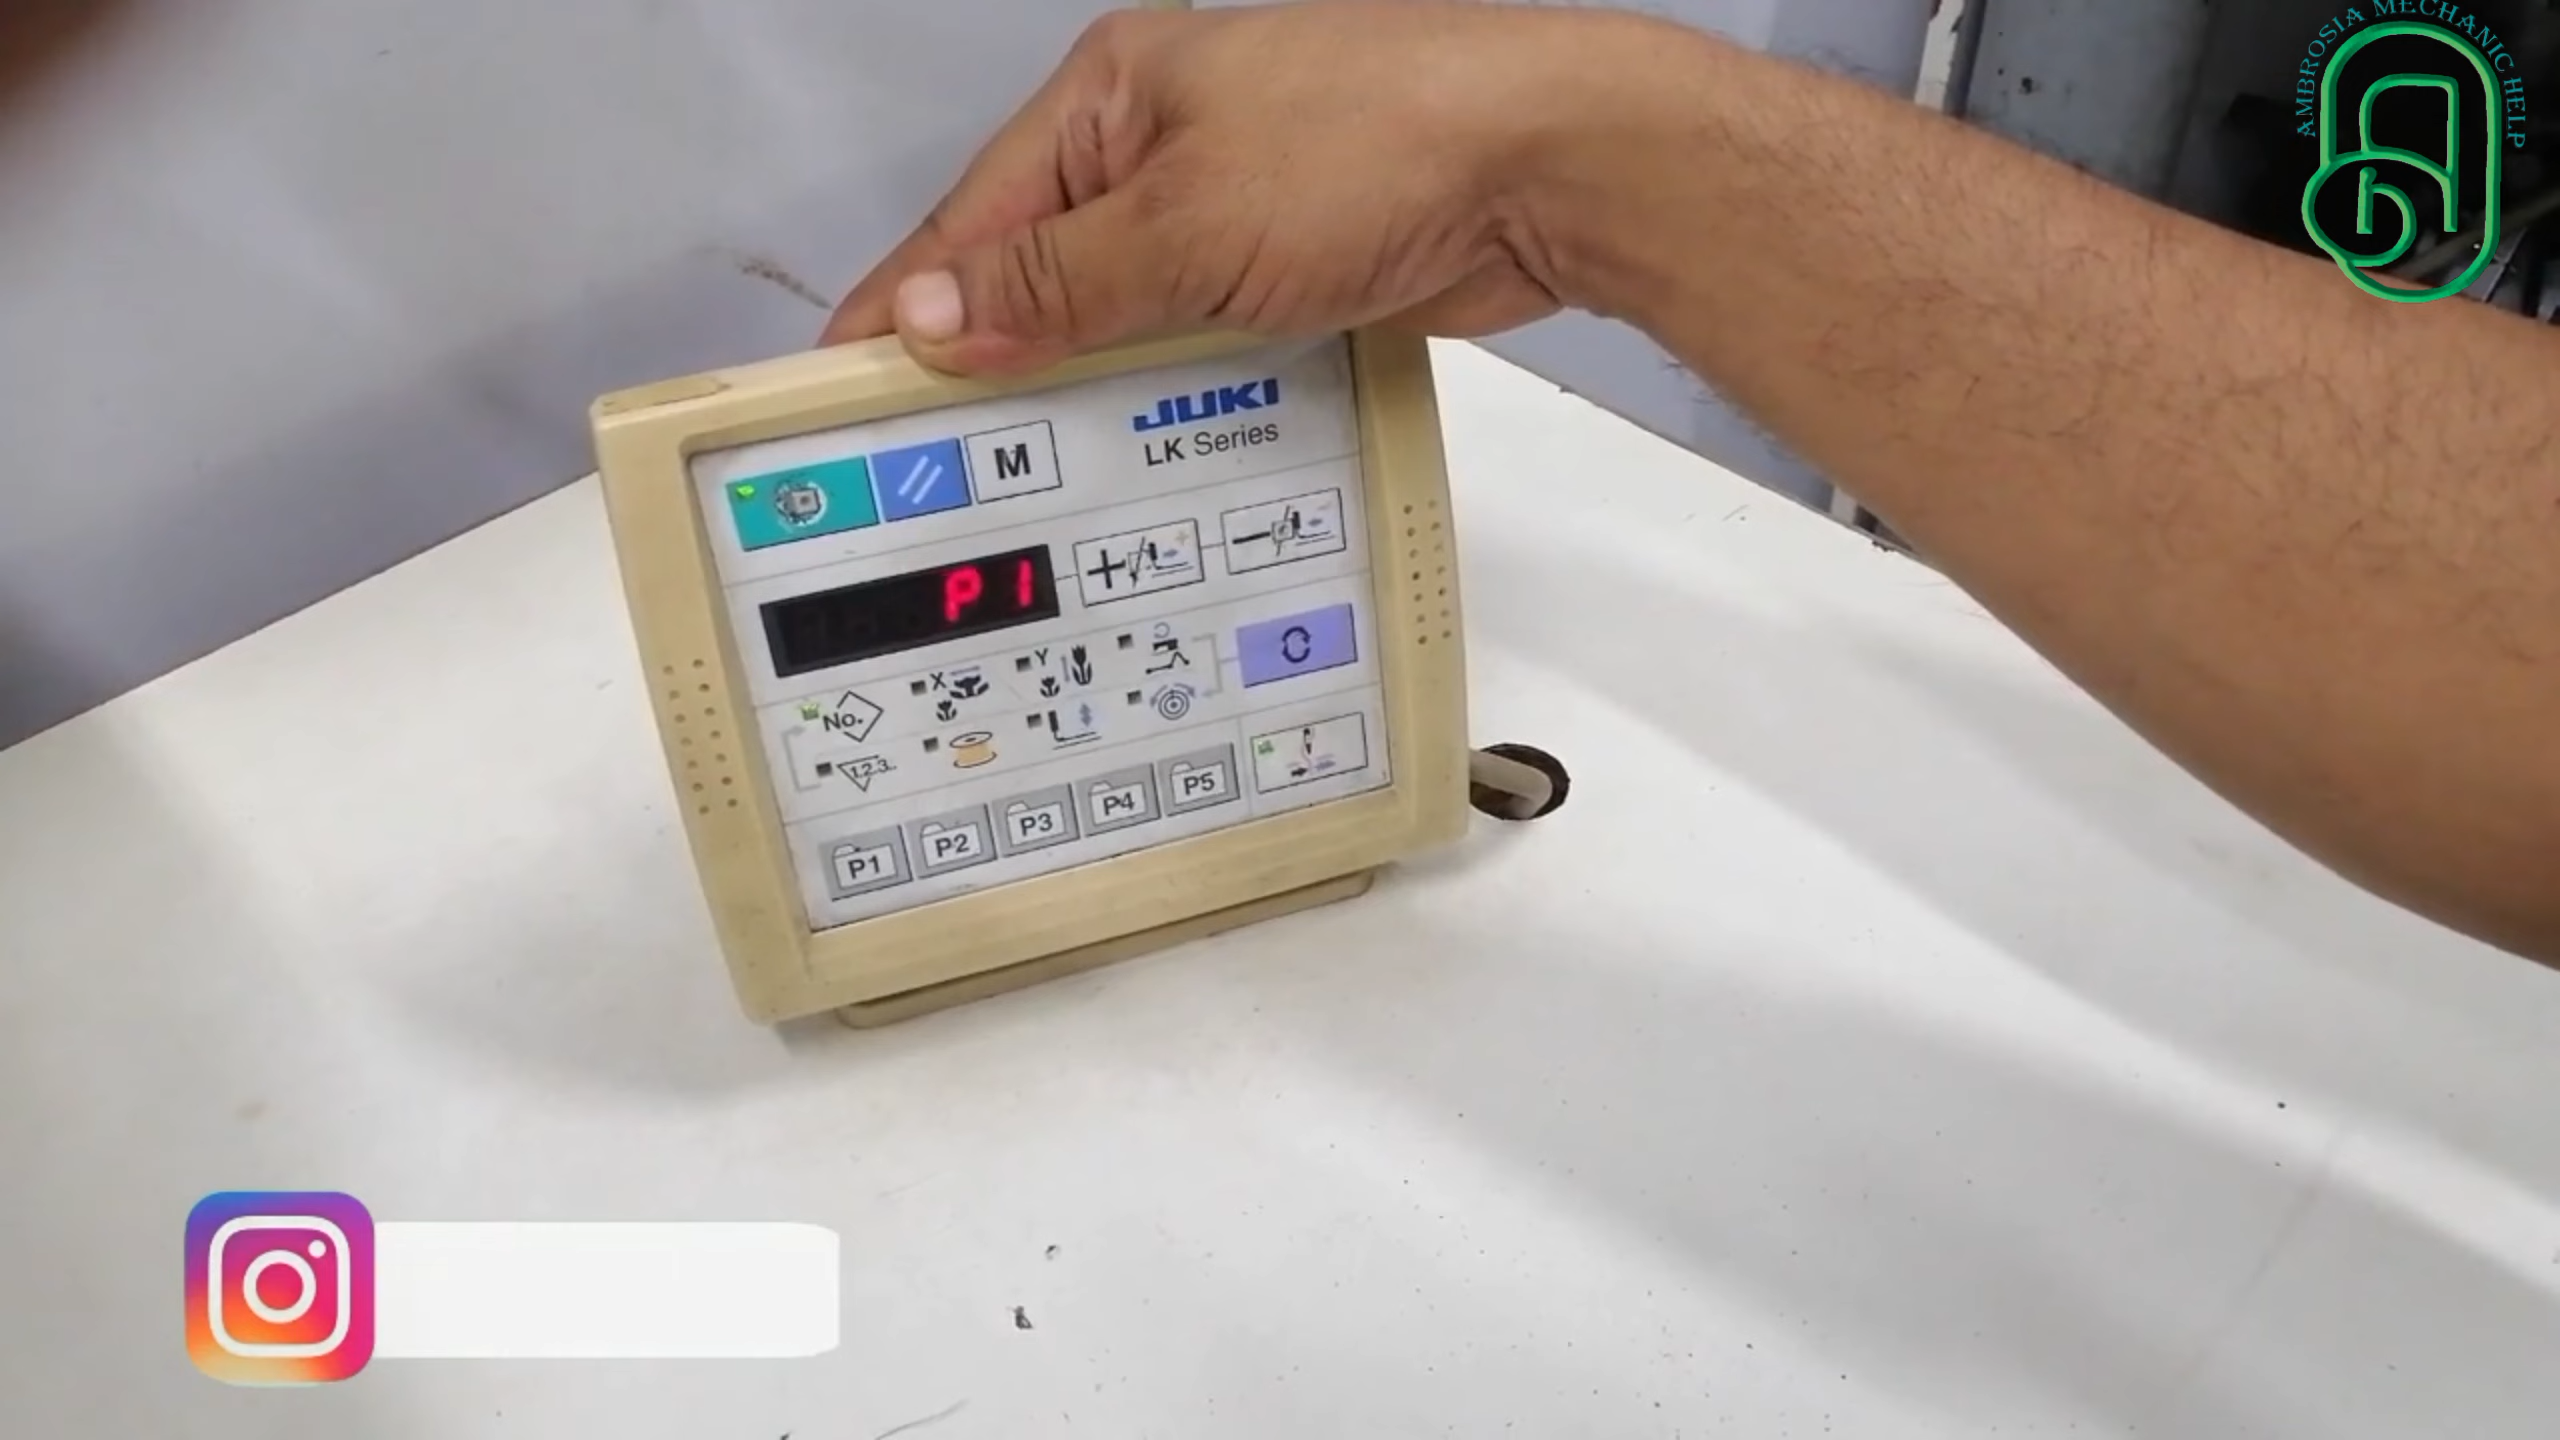 AMBROSIA MECHANIC HELP
JUKI
LK Series
M
P1
No.
X
Y
1.2.3..
P1
P2
P3
P4
P5